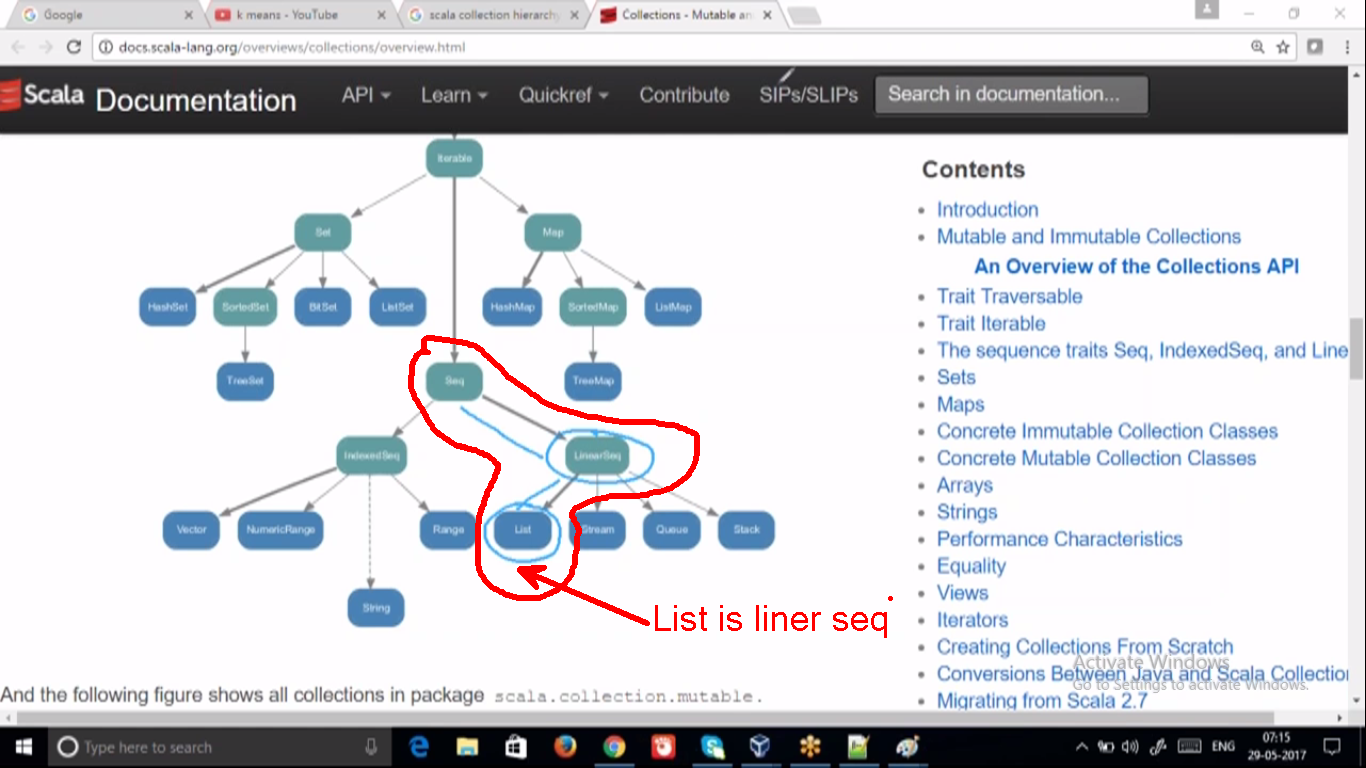 Google
k means - YouTube
scala collection hierarchy
Collections - Mutable an
docs.scala-lang.org/overviews/collections/overview.html
Scala Documentation
API
Learn
Quickref
Contribute
SIPs/SLIPs
Search in documentation...
Iterable
Set
Map
HashSet
SortedSet
BitSet
ListSet
HashMap
SortedMap
ListMap
TreeSet
Seq
TreeMap
IndexedSeq
LinearSeq
Vector
NumericRange
Range
List
Stream
Queue
Stack
String
List is liner seq
And the following figure shows all collections in package scala.collection.mutable.
Contents
Introduction
Mutable and Immutable Collections
An Overview of the Collections API
Trait Traversable
Trait Iterable
The sequence traits Seq, IndexedSeq, and Line
Sets
Maps
Concrete Immutable Collection Classes
Concrete Mutable Collection Classes
Arrays
Strings
Performance Characteristics
Equality
Views
Iterators
Creating Collections From Scratch
Conversions Between Java and Scala Collection
Migrating from Scala 2.7
Activate Windows
Go to Settings to activate Windows.
Type here to search
ENG
07:15
29-05-2017